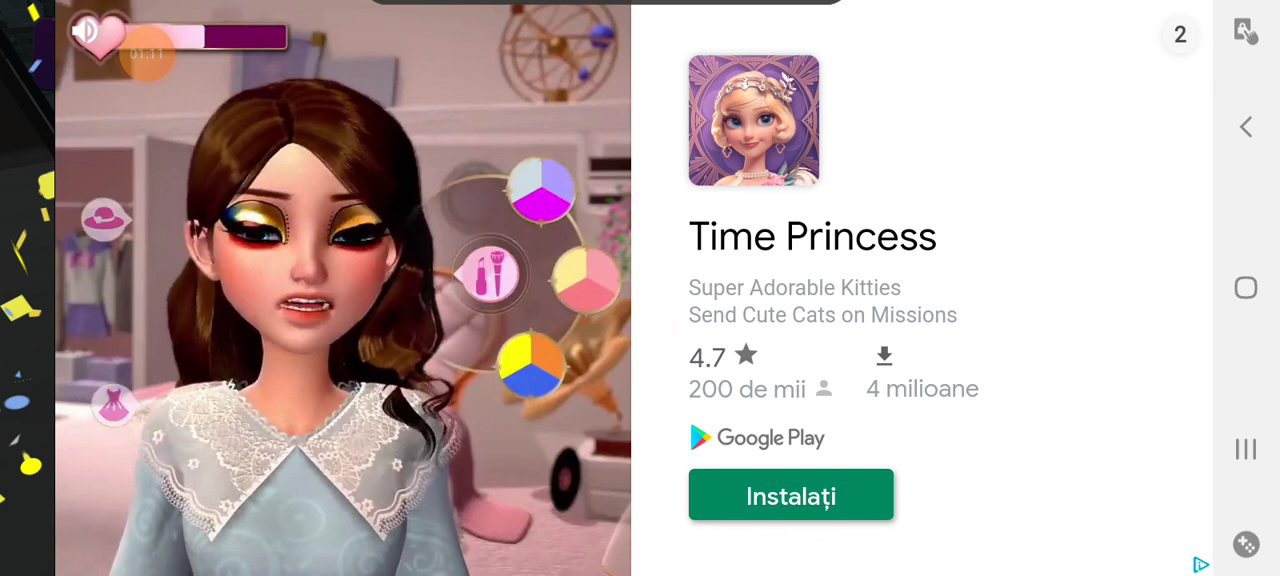 01:11
2
Time Princess
Super Adorable Kitties
Send Cute Cats on Missions
4.7
200 de mii
4 milioane
Google Play
Instalați